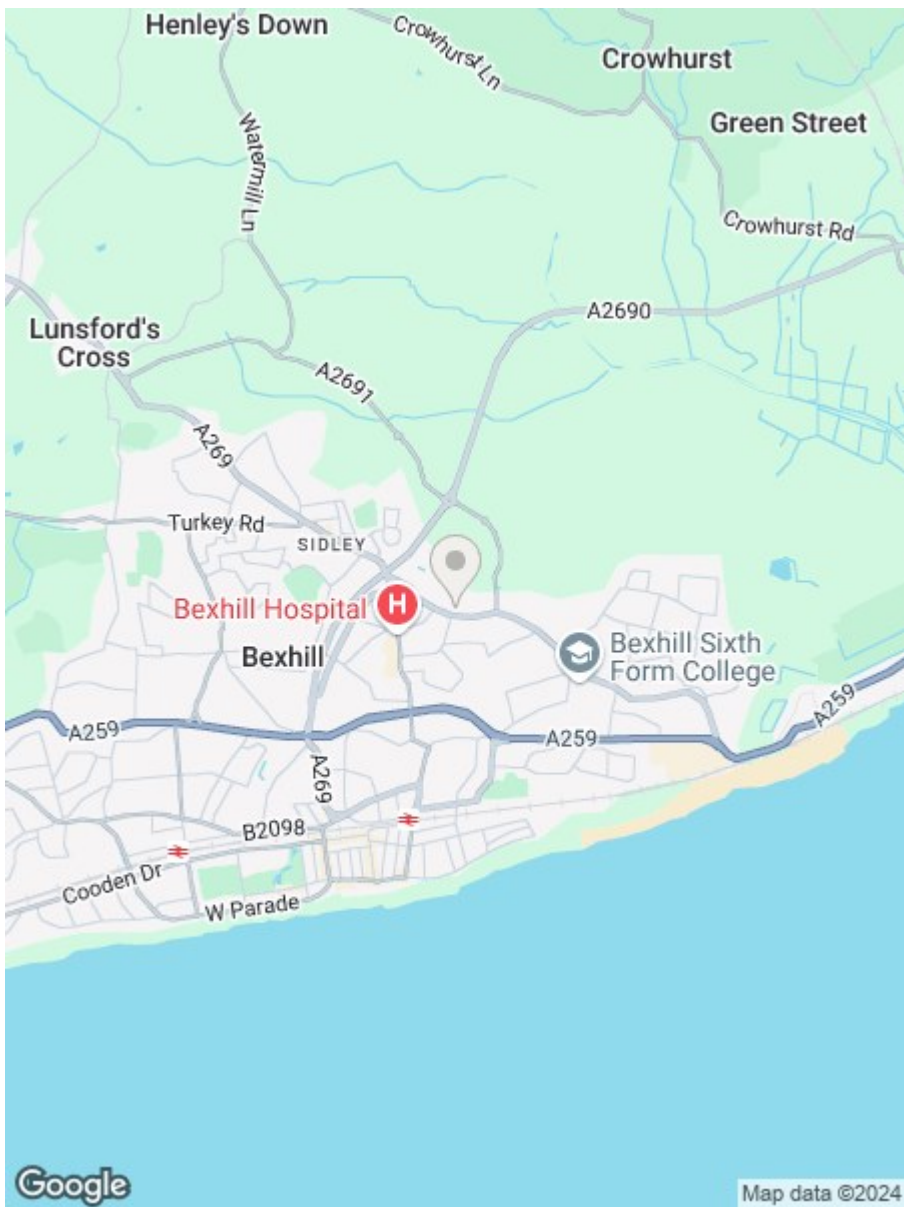 Henley's Down
Crowhurst Ln
Crowhurst
Green Street
Watermill Ln
Crowhurst Rd
A2690
Lunsford's
Cross
A2691
A269
Turkey Rd
SIDLEY
Bexhill Hospital
H
Bexhill
Bexhill Sixth
Form College
A259
A259
A259
A269
B2098
Cooden Dr
W Parade
Google
Map data ©2024